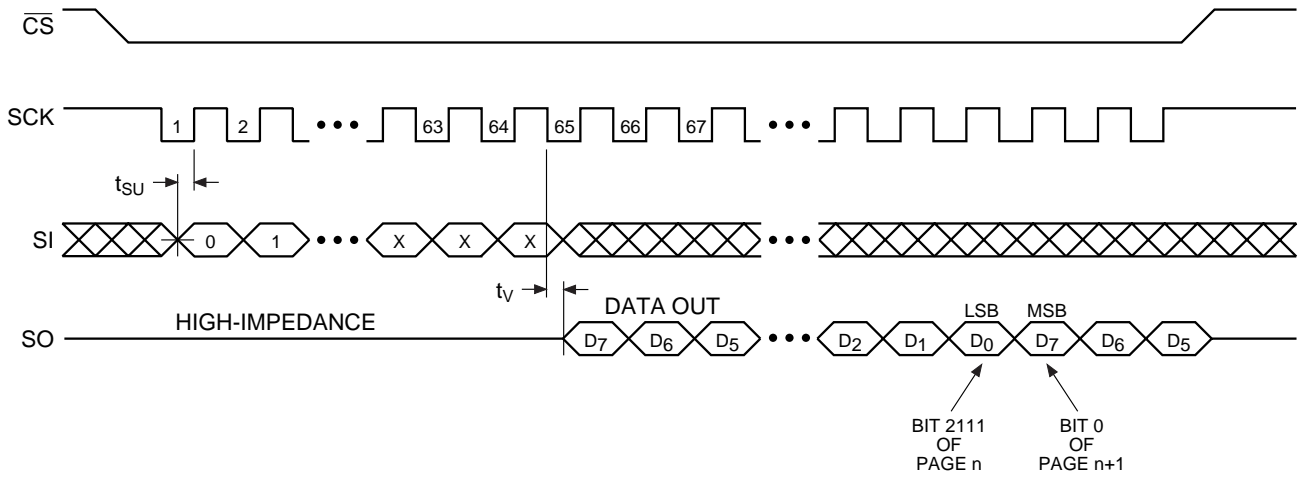 CS
SCK
1 2 ••• 63 64 65 66 67 •••
tSU
SI
0 1 ••• X X X •••
tV
DATA OUT
HIGH-IMPEDANCE
LSB MSB
SO
D7 D6 D5 ••• D2 D1 D0 D7 D6 D5
BIT 2111
OF
PAGE n
BIT 0
OF
PAGE n+1